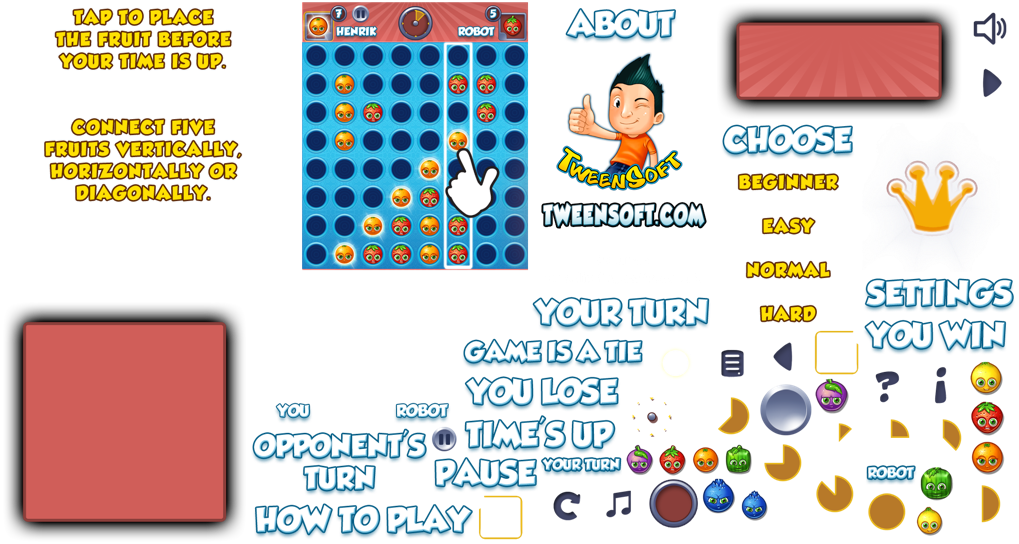 TAP TO PLACE
THE FRUIT BEFORE
YOUR TIME IS UP.
CONNECT FIVE
FRUITS VERTICALLY,
HORIZONTALLY OR
DIAGONALLY.
7
5
HENRIK
ROBOT
ABOUT
TWEENSOFT
TWEENSOFT.COM
CHOOSE
BEGINNER
EASY
NORMAL
HARD
SETTINGS
YOU WIN
YOUR TURN
GAME IS A TIE
YOU LOSE
TIME'S UP
PAUSE
YOUR TURN
YOU
ROBOT
OPPONENT'S
TURN
HOW TO PLAY
?
i
ROBOT